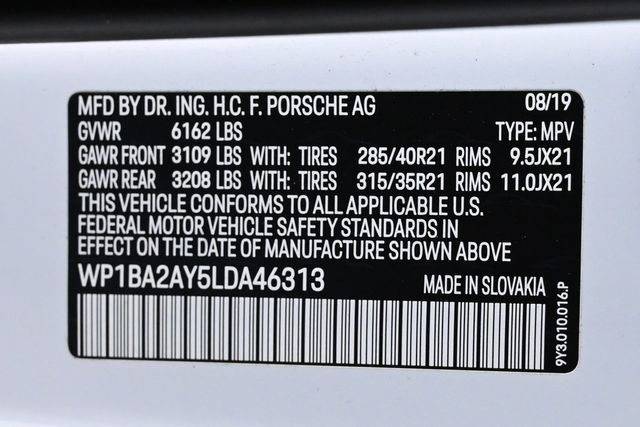 MFD BY DR. ING. H.C. F. PORSCHE AG 08/19
GVWR 6162 LBS TYPE: MPV
GAWR FRONT 3109 LBS WITH: TIRES 285/40R21 RIMS 9.5JX21
GAWR REAR 3208 LBS WITH: TIRES 315/35R21 RIMS 11.0JX21
THIS VEHICLE CONFORMS TO ALL APPLICABLE U.S.
FEDERAL MOTOR VEHICLE SAFETY STANDARDS IN
EFFECT ON THE DATE OF MANUFACTURE SHOWN ABOVE
WP1BA2AY5LDA46313 MADE IN SLOVAKIA
9Y3.010.016.P